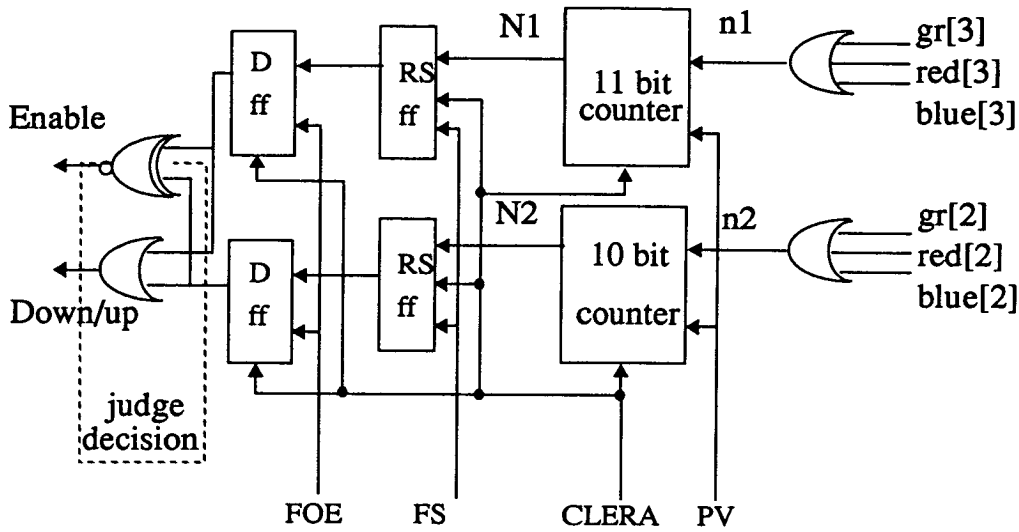 N1
n1
gr[3]
red[3]
blue[3]
D
ff
RS
ff
11 bit
counter
Enable
N2
n2
gr[2]
red[2]
blue[2]
D
ff
RS
ff
10 bit
counter
Down/up
judge
decision
FOE
FS
CLERA
PV